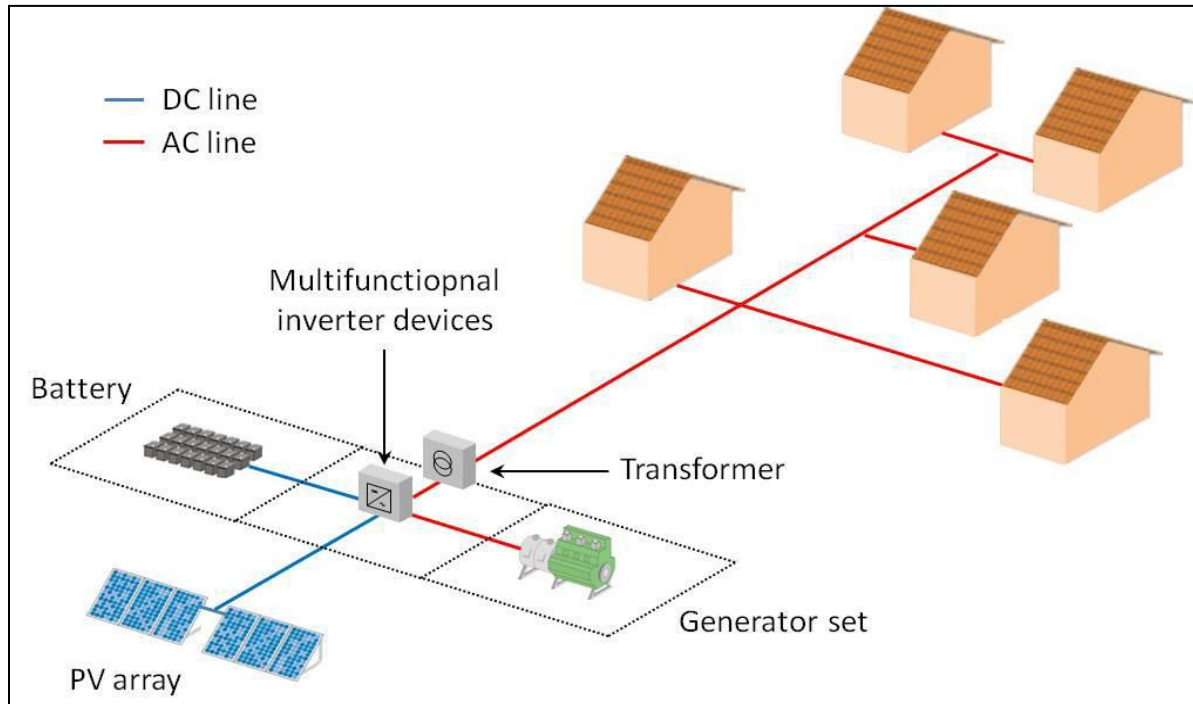 DC line
AC line
Multifunctiopnal
inverter devices
Battery
Transformer
Generator set
PV array